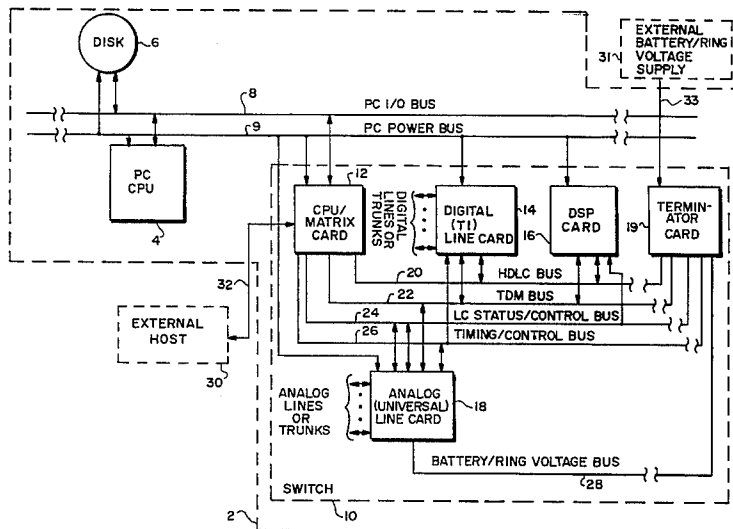 DISK
6
31
EXTERNAL
BATTERY/RING
VOLTAGE
SUPPLY
33
8
PC I/O BUS
9
PC POWER BUS
PC
CPU
4
12
CPU/
MATRIX
CARD
DIGITAL
LINES OR
TRUNKS
DIGITAL
(T1)
LINE CARD
14
16
DSP
CARD
19
TERMIN-
ATOR
CARD
20
HDLC BUS
22
TDM BUS
24
LC STATUS/CONTROL BUS
26
TIMING/CONTROL BUS
32
EXTERNAL
HOST
30
ANALOG
LINES
OR
TRUNKS
ANALOG
(UNIVERSAL)
LINE CARD
18
BATTERY/RING VOLTAGE BUS
28
SWITCH
2
10